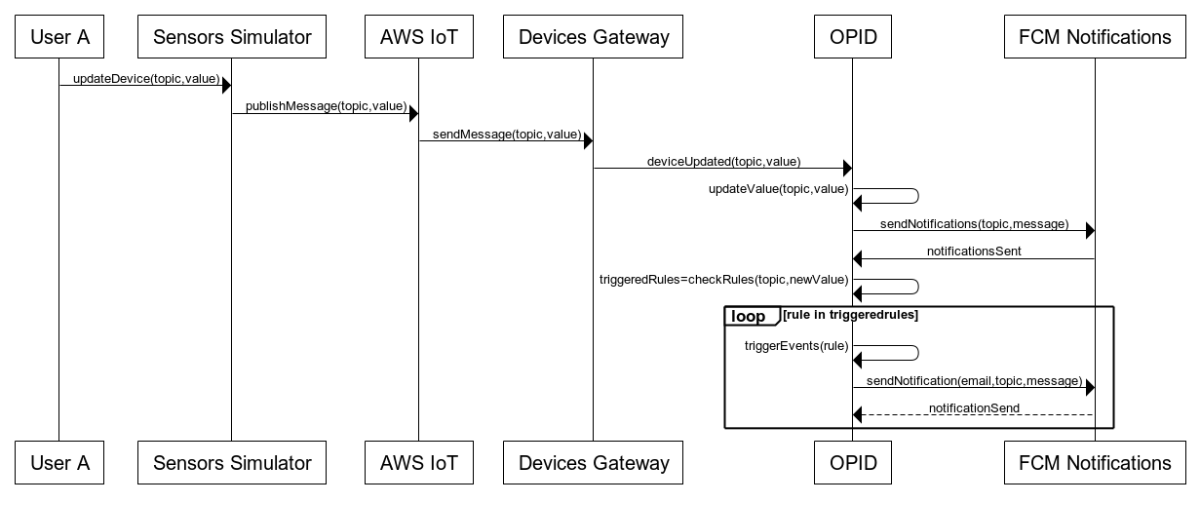 User A
Sensors Simulator
AWS IoT
Devices Gateway
OPID
FCM Notifications
updateDevice(topic,value)
publishMessage(topic,value)
sendMessage(topic,value)
deviceUpdated(topic,value)
updateValue(topic,value)
sendNotifications(topic,message)
notificationsSent
triggeredRules=checkRules(topic,newValue)
loop
[rule in triggeredrules]
triggerEvents(rule)
sendNotification(email,topic,message)
notificationSend
User A
Sensors Simulator
AWS IoT
Devices Gateway
OPID
FCM Notifications